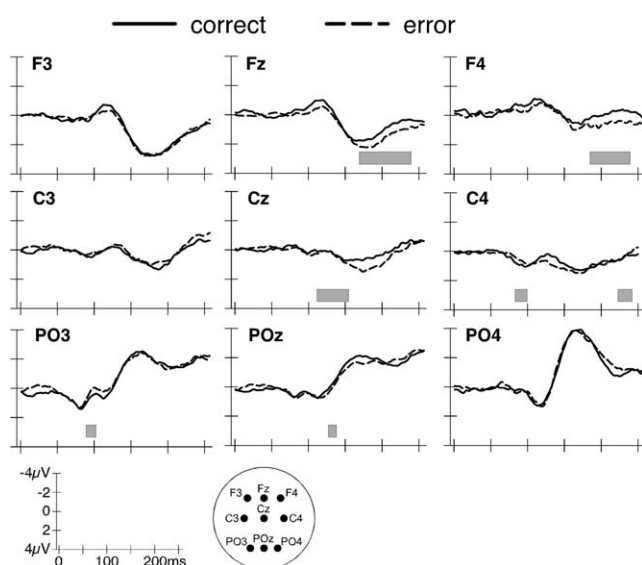 correct error
F3 Fz F4
C3 Cz C4
PO3 POz PO4
-4µV
-2
0
2
4µV
0 100 200ms
F3 Fz F4
C3 Cz C4
PO3 POz PO4